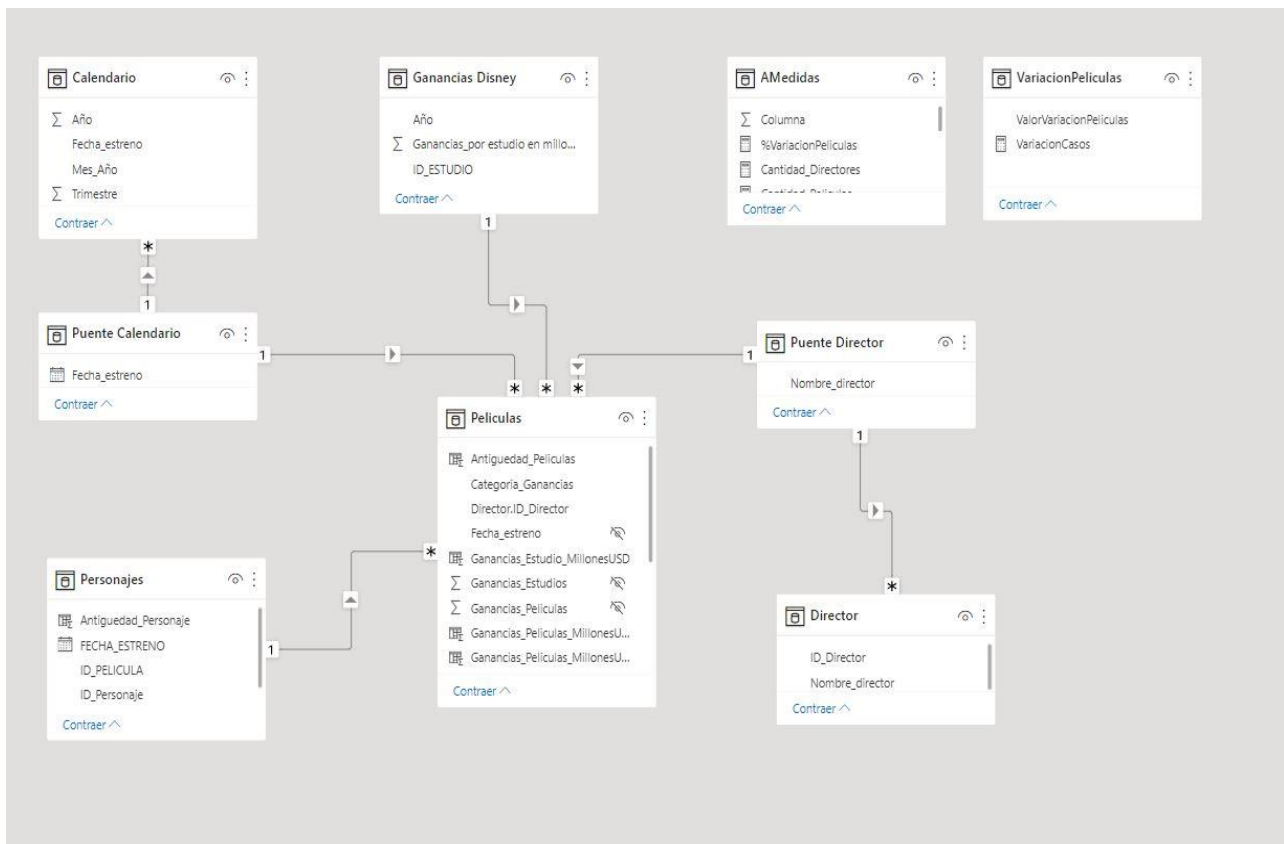 Calendario
Año
Fecha_estreno
Mes_Año
Trimestre
Contraer
Ganancias Disney
Año
Ganancias_por estudio en millo...
ID_ESTUDIO
Contraer
AMedidas
Columna
%VariacionPeliculas
Cantidad_Directores
Cantidad_Peliculas
Contraer
VariacionPeliculas
ValorVariacionPeliculas
VariacionCasos
Contraer
1
*
1
Puente Calendario
1
Fecha_estreno
Contraer
* * *
1
Puente Director
Nombre_director
Contraer
1
Peliculas
Antiguedad_Peliculas
Categoria_Ganancias
Director.ID_Director
Fecha_estreno
Ganancias_Estudio_MillonesUSD
Ganancias_Estudios
Ganancias_Peliculas
Ganancias_Peliculas_MillonesU...
Ganancias_Peliculas_MillonesU...
Contraer
*
Personajes
Antiguedad_Personaje
FECHA_ESTRENO
ID_PELICULA
ID_Personaje
Contraer
1
*
Director
ID_Director
Nombre_director
Contraer